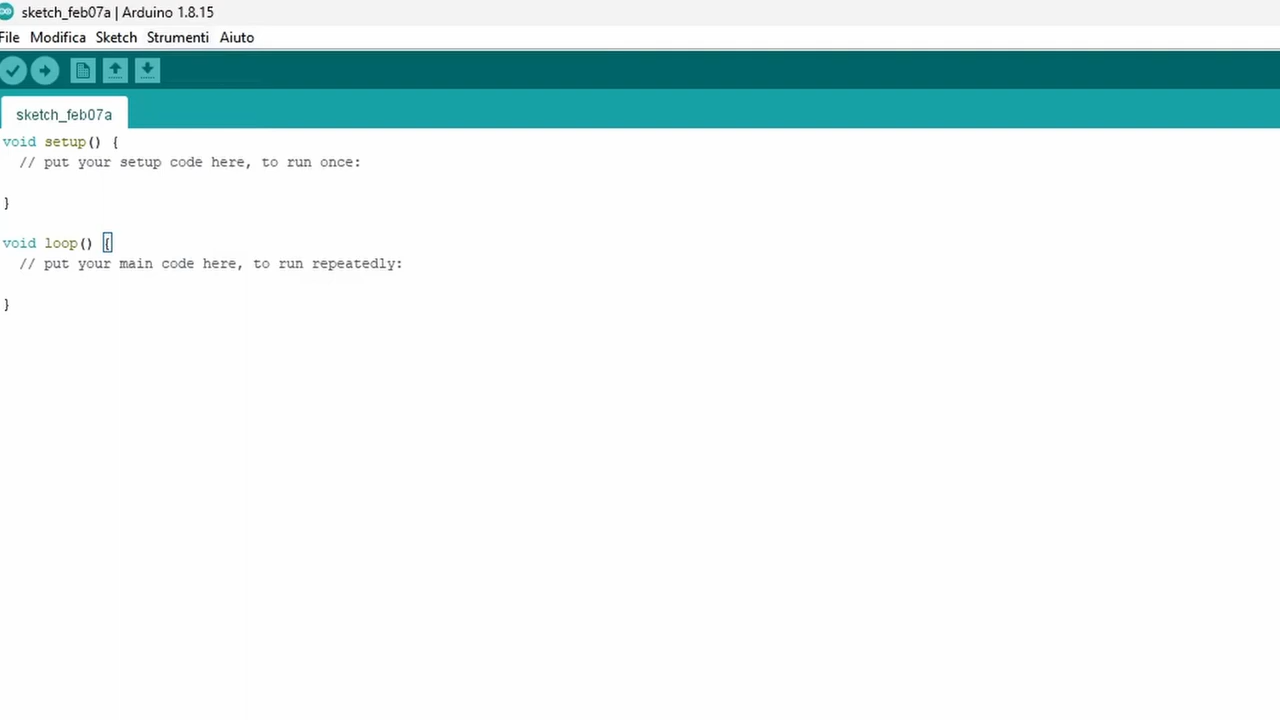 sketch_feb07a | Arduino 1.8.15
File Modifica Sketch Strumenti Aiuto
sketch_feb07a
void setup() {
  // put your setup code here, to run once:
}
void loop() {
  // put your main code here, to run repeatedly:
}